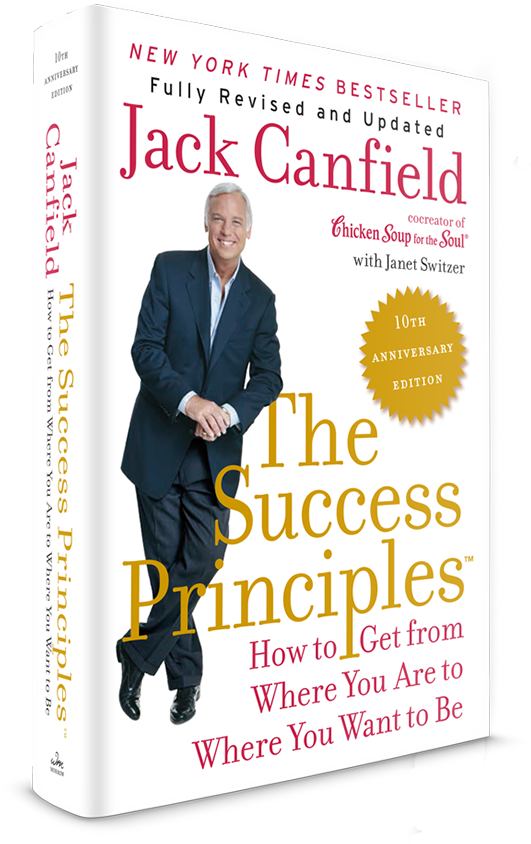 10TH
ANNIVERSARY
EDITION
Jack
Canfield
The Success Principles™
How to Get from Where You Are to Where You Want to Be
wm
MORROW
NEW YORK TIMES BESTSELLER
Fully Revised and Updated
Jack Canfield
cocreator of
Chicken Soup for the Soul®
with Janet Switzer
10TH
ANNIVERSARY
EDITION
The
Success
Principles™
How to Get from
Where You Are to
Where You Want to Be